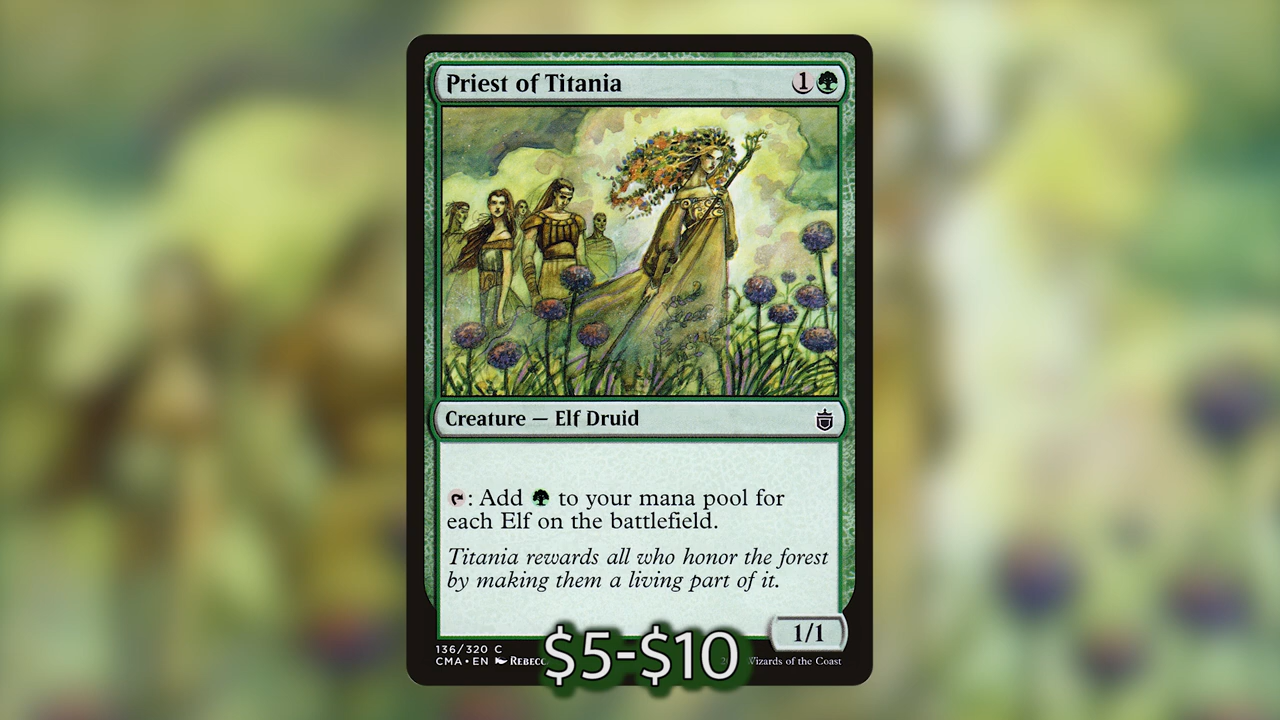 Priest of Titania 1
Creature — Elf Druid
: Add to your mana pool for
each Elf on the battlefield.
Titania rewards all who honor the forest
by making them a living part of it.
1/1
136/320 C
CMA • EN Wizards of the Coast
$5-$10